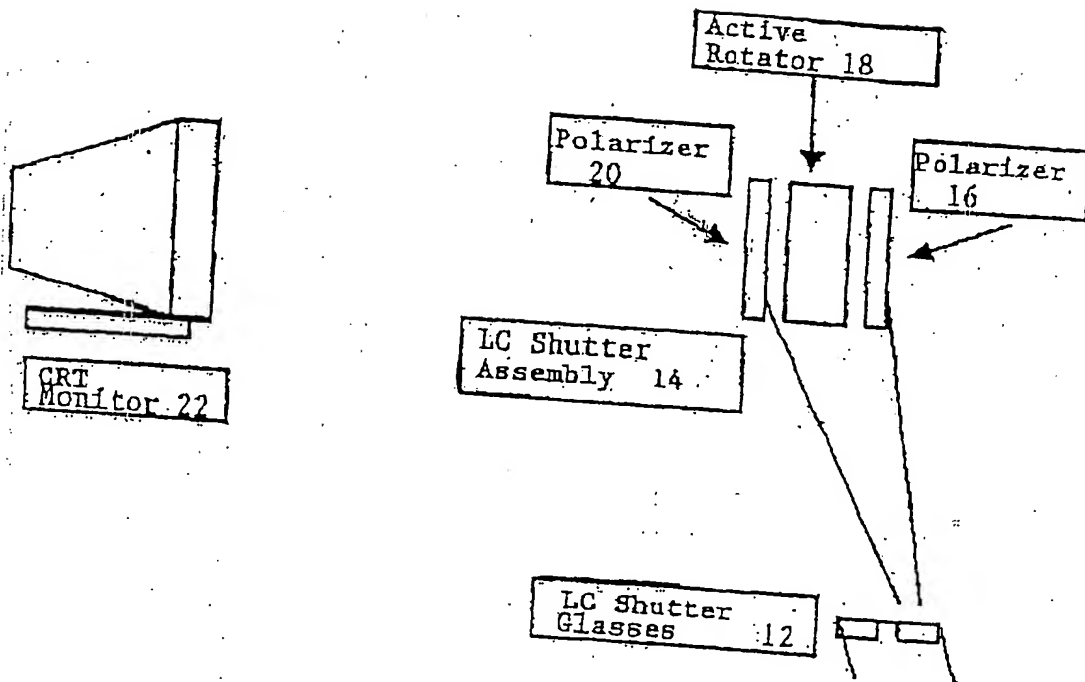 Active
Rotator 18
Polarizer
20
Polarizer
16
LC Shutter
Assembly 14
CRT
Monitor 22
LC Shutter
Glasses 12